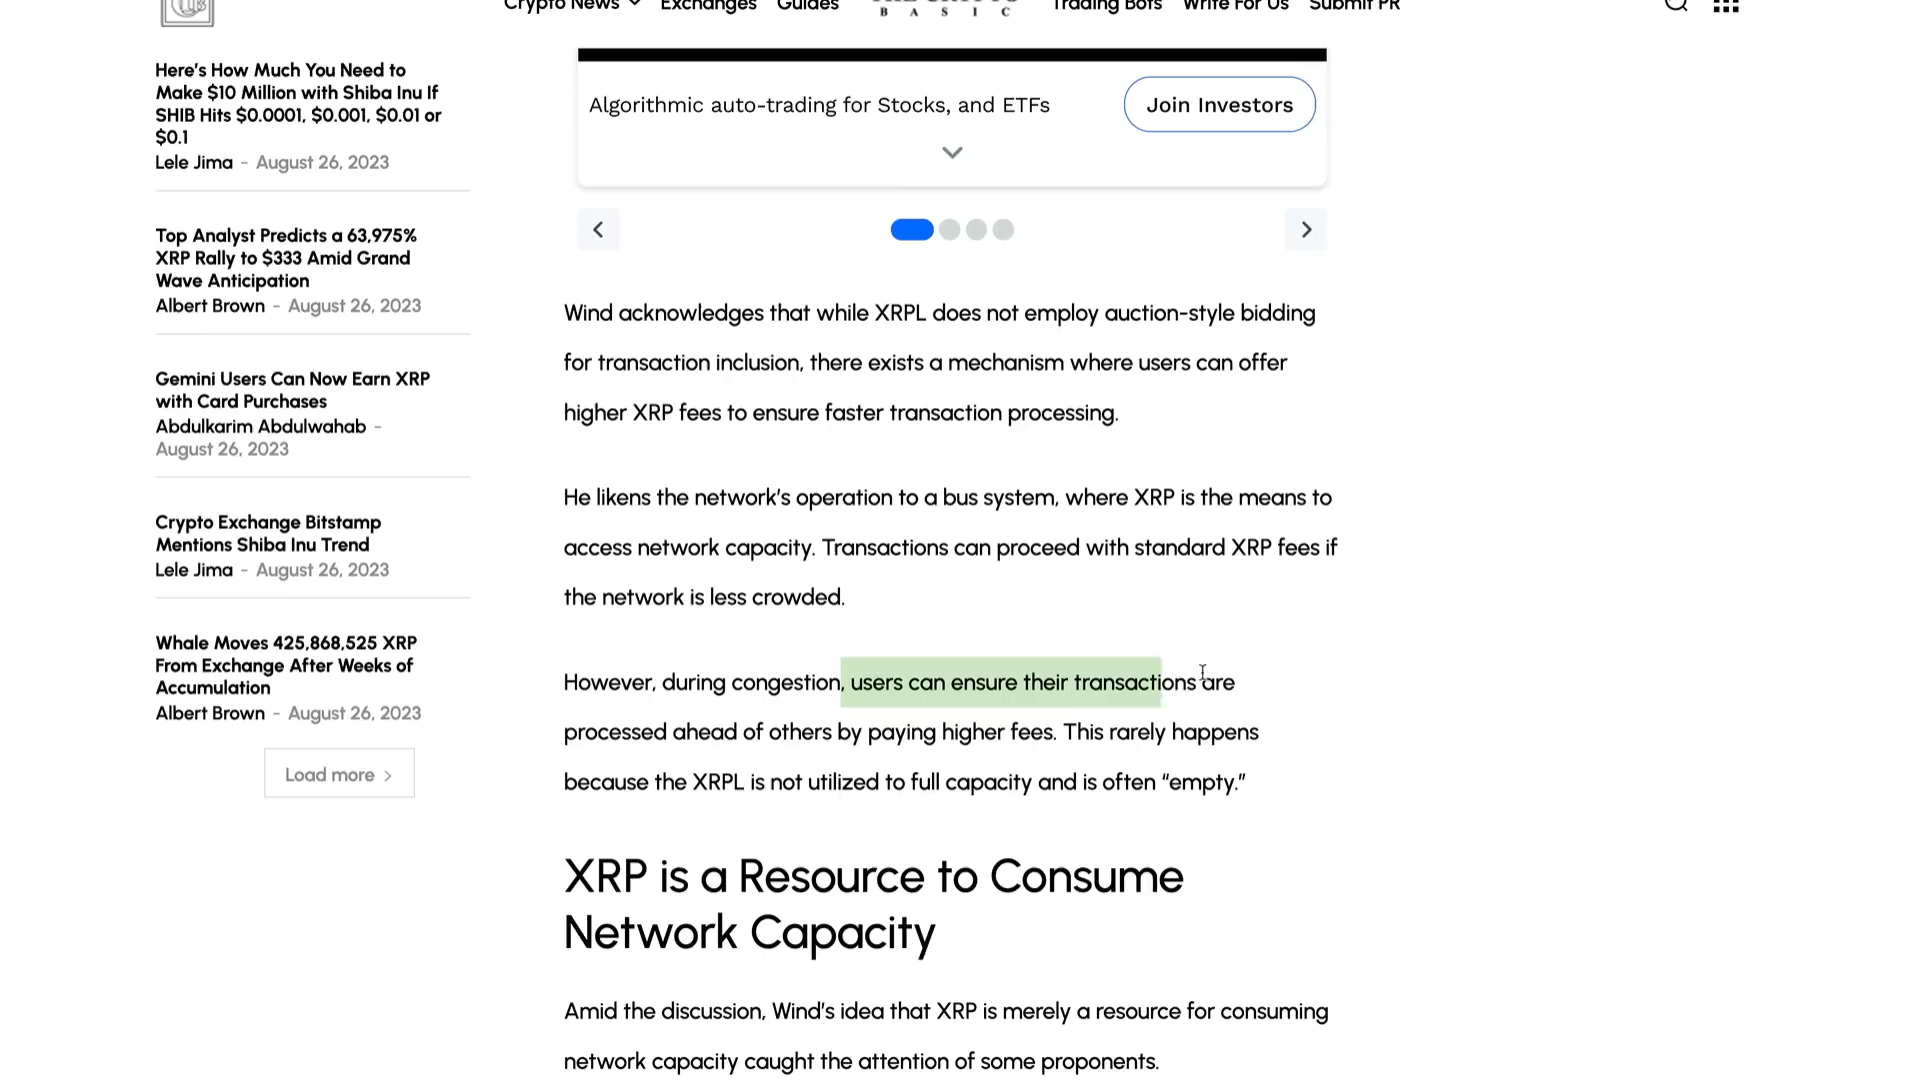 Crypto News
Exchanges
Guides
BASIC
Trading Bots
Write For Us
Submit PR
Here's How Much You Need to
Make $10 Million with Shiba Inu If
SHIB Hits $0.0001, $0.001, $0.01 or
$0.1
Lele Jima - August 26, 2023
Top Analyst Predicts a 63,975%
XRP Rally to $333 Amid Grand
Wave Anticipation
Albert Brown - August 26, 2023
Gemini Users Can Now Earn XRP
with Card Purchases
Abdulkarim Abdulwahab -
August 26, 2023
Crypto Exchange Bitstamp
Mentions Shiba Inu Trend
Lele Jima - August 26, 2023
Whale Moves 425,868,525 XRP
From Exchange After Weeks of
Accumulation
Albert Brown - August 26, 2023
Load more >
Algorithmic auto-trading for Stocks, and ETFs
Join Investors
Wind acknowledges that while XRPL does not employ auction-style bidding
for transaction inclusion, there exists a mechanism where users can offer
higher XRP fees to ensure faster transaction processing.
He likens the network's operation to a bus system, where XRP is the means to
access network capacity. Transactions can proceed with standard XRP fees if
the network is less crowded.
However, during congestion, users can ensure their transactions are
processed ahead of others by paying higher fees. This rarely happens
because the XRPL is not utilized to full capacity and is often “empty.”
XRP is a Resource to Consume
Network Capacity
Amid the discussion, Wind's idea that XRP is merely a resource for consuming
network capacity caught the attention of some proponents.